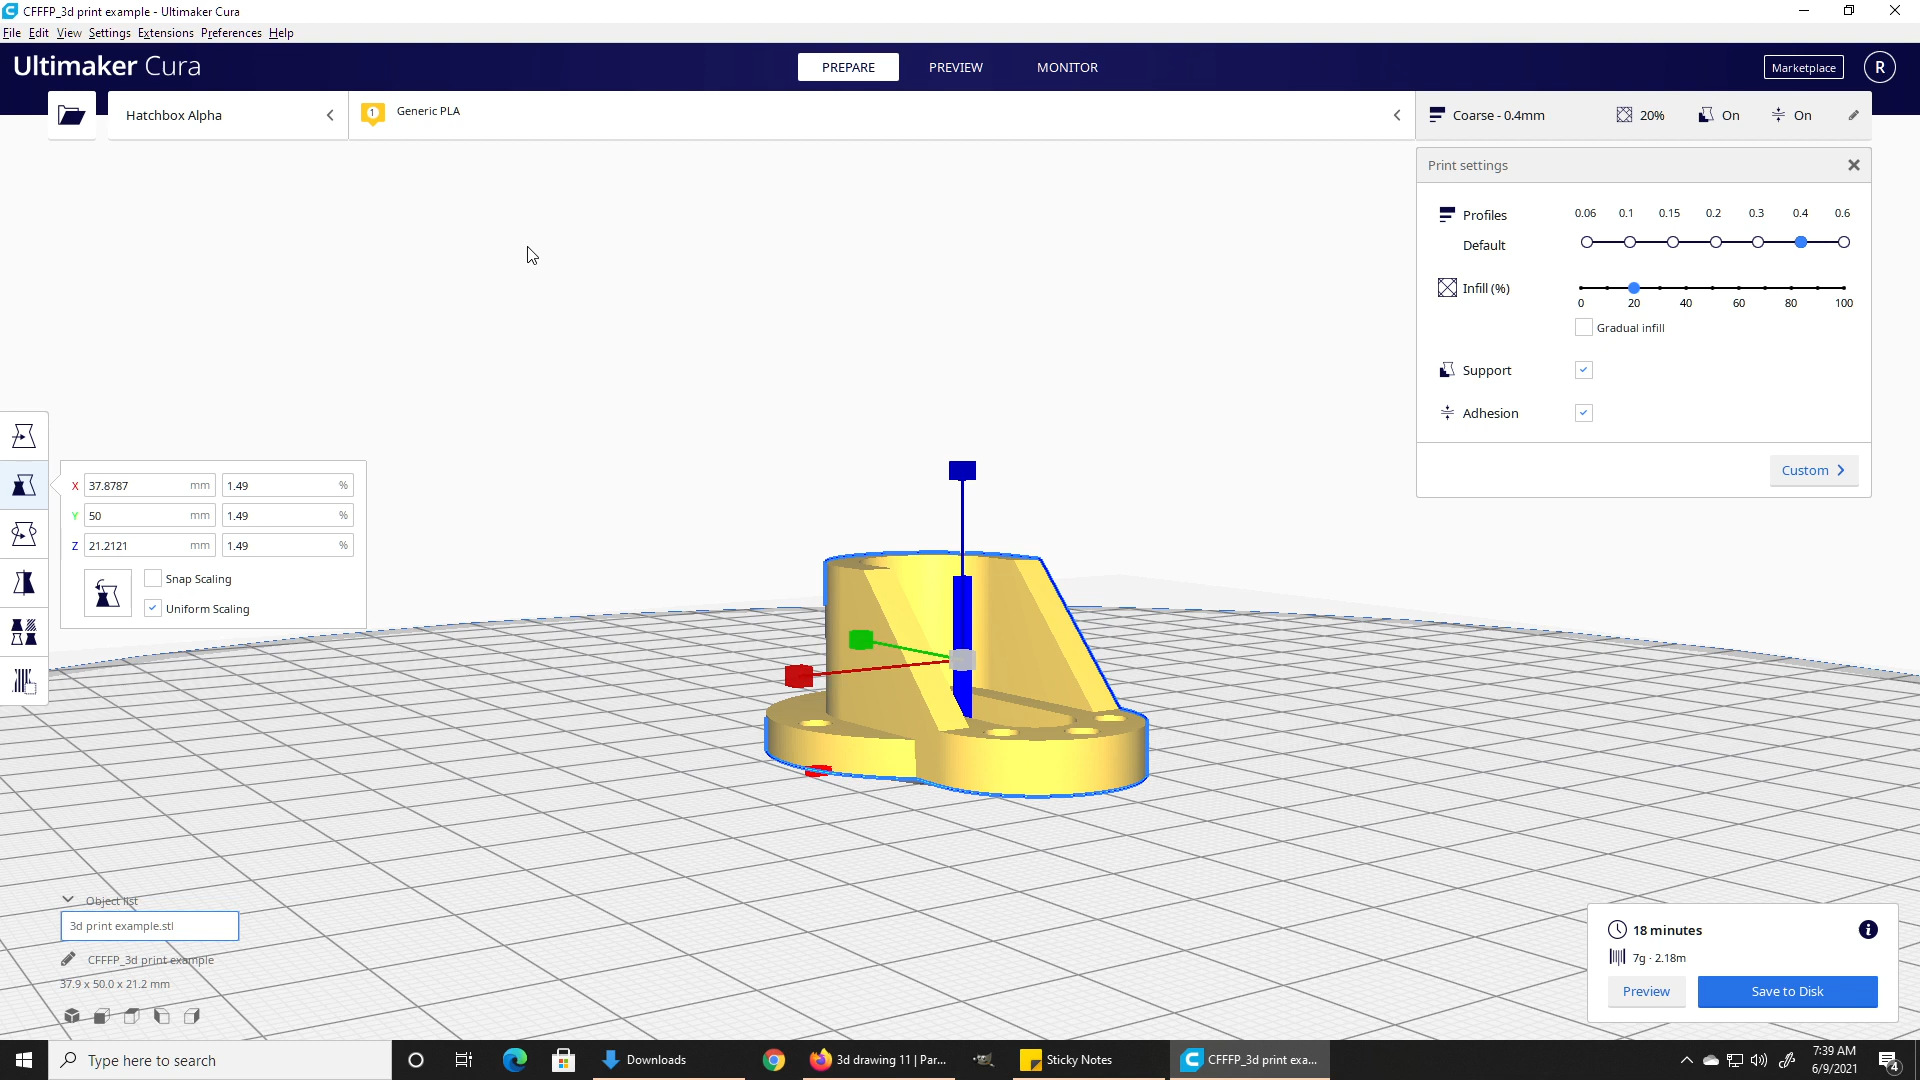 CFFFP_3d print example - Ultimaker Cura
File Edit View Settings Extensions Preferences Help
Ultimaker Cura
PREPARE PREVIEW MONITOR
Marketplace R
Hatchbox Alpha
1 Generic PLA
Coarse - 0.4mm 20% On On
Print settings
Profiles 0.06 0.1 0.15 0.2 0.3 0.4 0.6
Default
Infill (%)
0 20 40 60 80 100
Gradual infill
Support
Adhesion
Custom
X 37.8787 mm 1.49 %
Y 50 mm 1.49 %
Z 21.2121 mm 1.49 %
Snap Scaling
Uniform Scaling
Object list
3d print example.stl
CFFFP_3d print example
37.9 x 50.0 x 21.2 mm
18 minutes
7g · 2.18m
Preview Save to Disk
Type here to search
Downloads
3d drawing 11 | Par...
Sticky Notes
CFFFP_3d print exa...
7:39 AM
6/9/2021
4